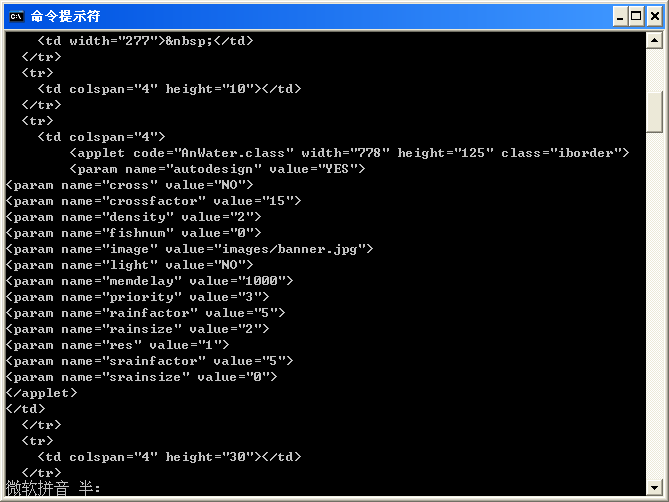 命令提示符
<td width="277">&nbsp;</td>
</tr>
<tr>
<td colspan="4" height="10"></td>
</tr>
<tr>
<td colspan="4">
<applet code="AnWater.class" width="778" height="125" class="iborder">
<param name="autodesign" value="YES">
<param name="cross" value="NO">
<param name="crossfactor" value="15">
<param name="density" value="2">
<param name="fishnum" value="0">
<param name="image" value="images/banner.jpg">
<param name="light" value="NO">
<param name="memdelay" value="1000">
<param name="priority" value="3">
<param name="rainfactor" value="5">
<param name="rainsize" value="2">
<param name="res" value="1">
<param name="srainfactor" value="5">
<param name="srainsize" value="0">
</applet>
</td>
</tr>
<tr>
<td colspan="4" height="30"></td>
</tr>
微软拼音 半: